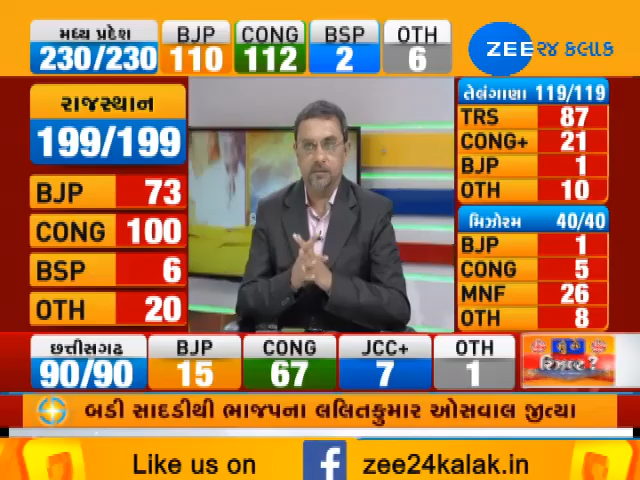 મધ્ય પ્રદેશ
230/230
BJP
110
CONG
112
BSP
2
OTH
6
ZEE ૨૪ કલાક
રાજસ્થાન
199/199
BJP 73
CONG 100
BSP 6
OTH 20
તેલંગાણા 119/119
TRS 87
CONG+ 21
BJP 1
OTH 10
મિઝોરમ 40/40
BJP 1
CONG 5
MNF 26
OTH 8
છત્તીસગઢ
90/90
BJP
15
CONG
67
JCC+
7
OTH
1
રિઝલ્ટ?
બડી સાદડીથી ભાજપના લલિતકુમાર ઓસવાલ જીત્યા
Like us on f zee24kalak.in